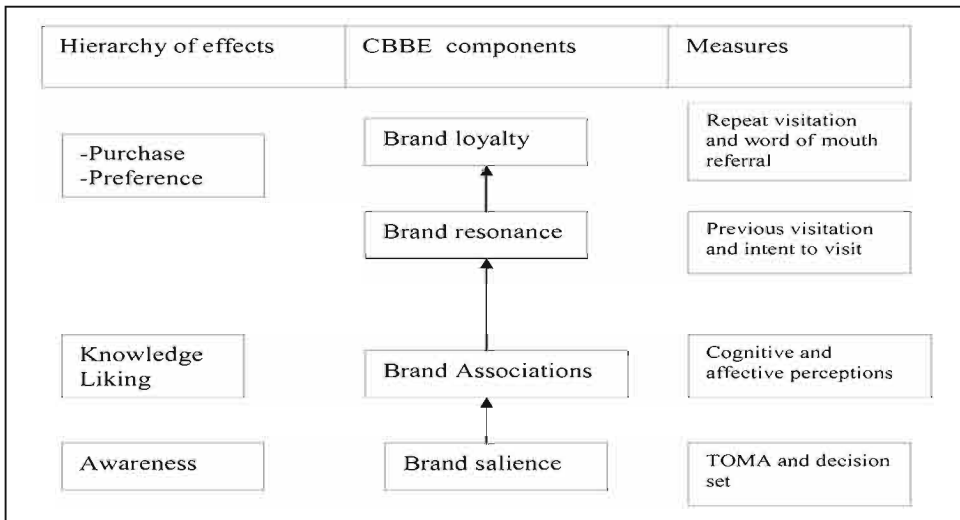 Hierarchy of effects
CBBE components
Measures
-Purchase
-Preference
Brand loyalty
Repeat visitation
and word of mouth
referral
Brand resonance
Previous visitation
and intent to visit
Knowledge
Liking
Brand Associations
Cognitive and
affective perceptions
Awareness
Brand salience
TOMA and decision
set